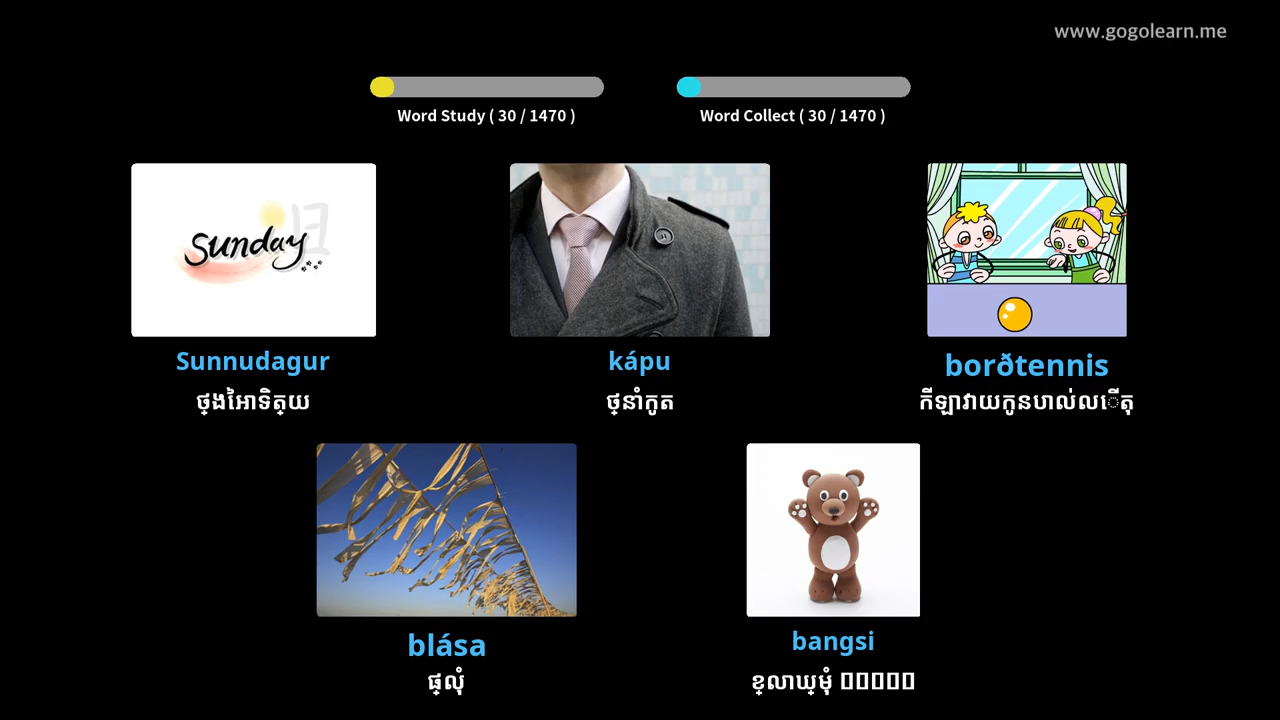 www.gogolearn.me
Word Study ( 30 / 1470 )
Word Collect ( 30 / 1470 )
Sunday 日
Sunnudagur
ថ្ងៃអាទិត្យ
kápu
ថ្នាំកូត
borðtennis
កីឡាវាយកូនបាល់លើតុ
blása
ផ្លុំ
bangsi
ខ្លាឃ្មុំ